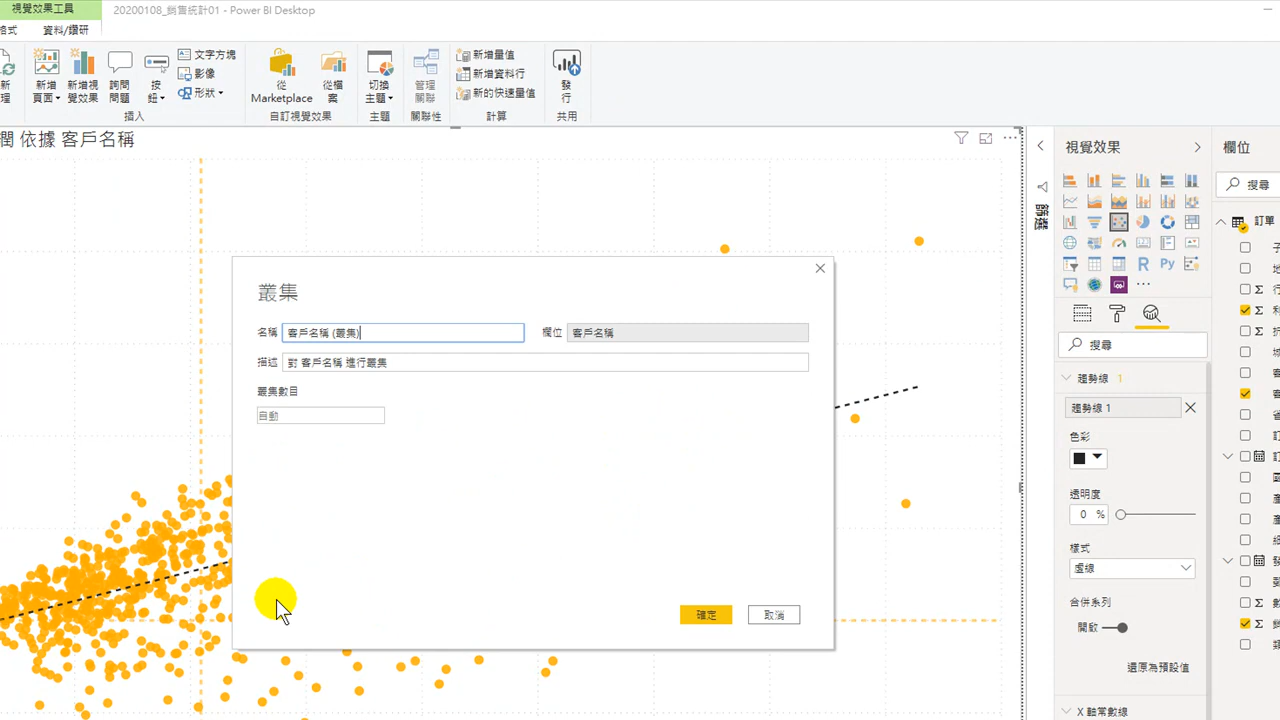 視覺效果工具
20200108_銷售統計01 - Power BI Desktop
格式 資料/鑽研
新增頁面 新增視覺效果 詢問問題 按鈕
文字方塊
影像
形狀
從 Marketplace 從檔案
切換主題
管理關聯
新增量值
新增資料行
新的快速量值
發行
插入 自訂視覺效果 主題 關聯性 計算 共用
潤 依據 客戶名稱
叢集
名稱 客戶名稱 (叢集) 欄位 客戶名稱
描述 對 客戶名稱 進行叢集
叢集數目
自動
確定 取消
篩選
視覺效果
R Py
搜尋
趨勢線 1
趨勢線 1
色彩
透明度
0 %
樣式
虛線
合併系列
開啟
還原為預設值
X 軸常數線
欄位
搜尋
訂單